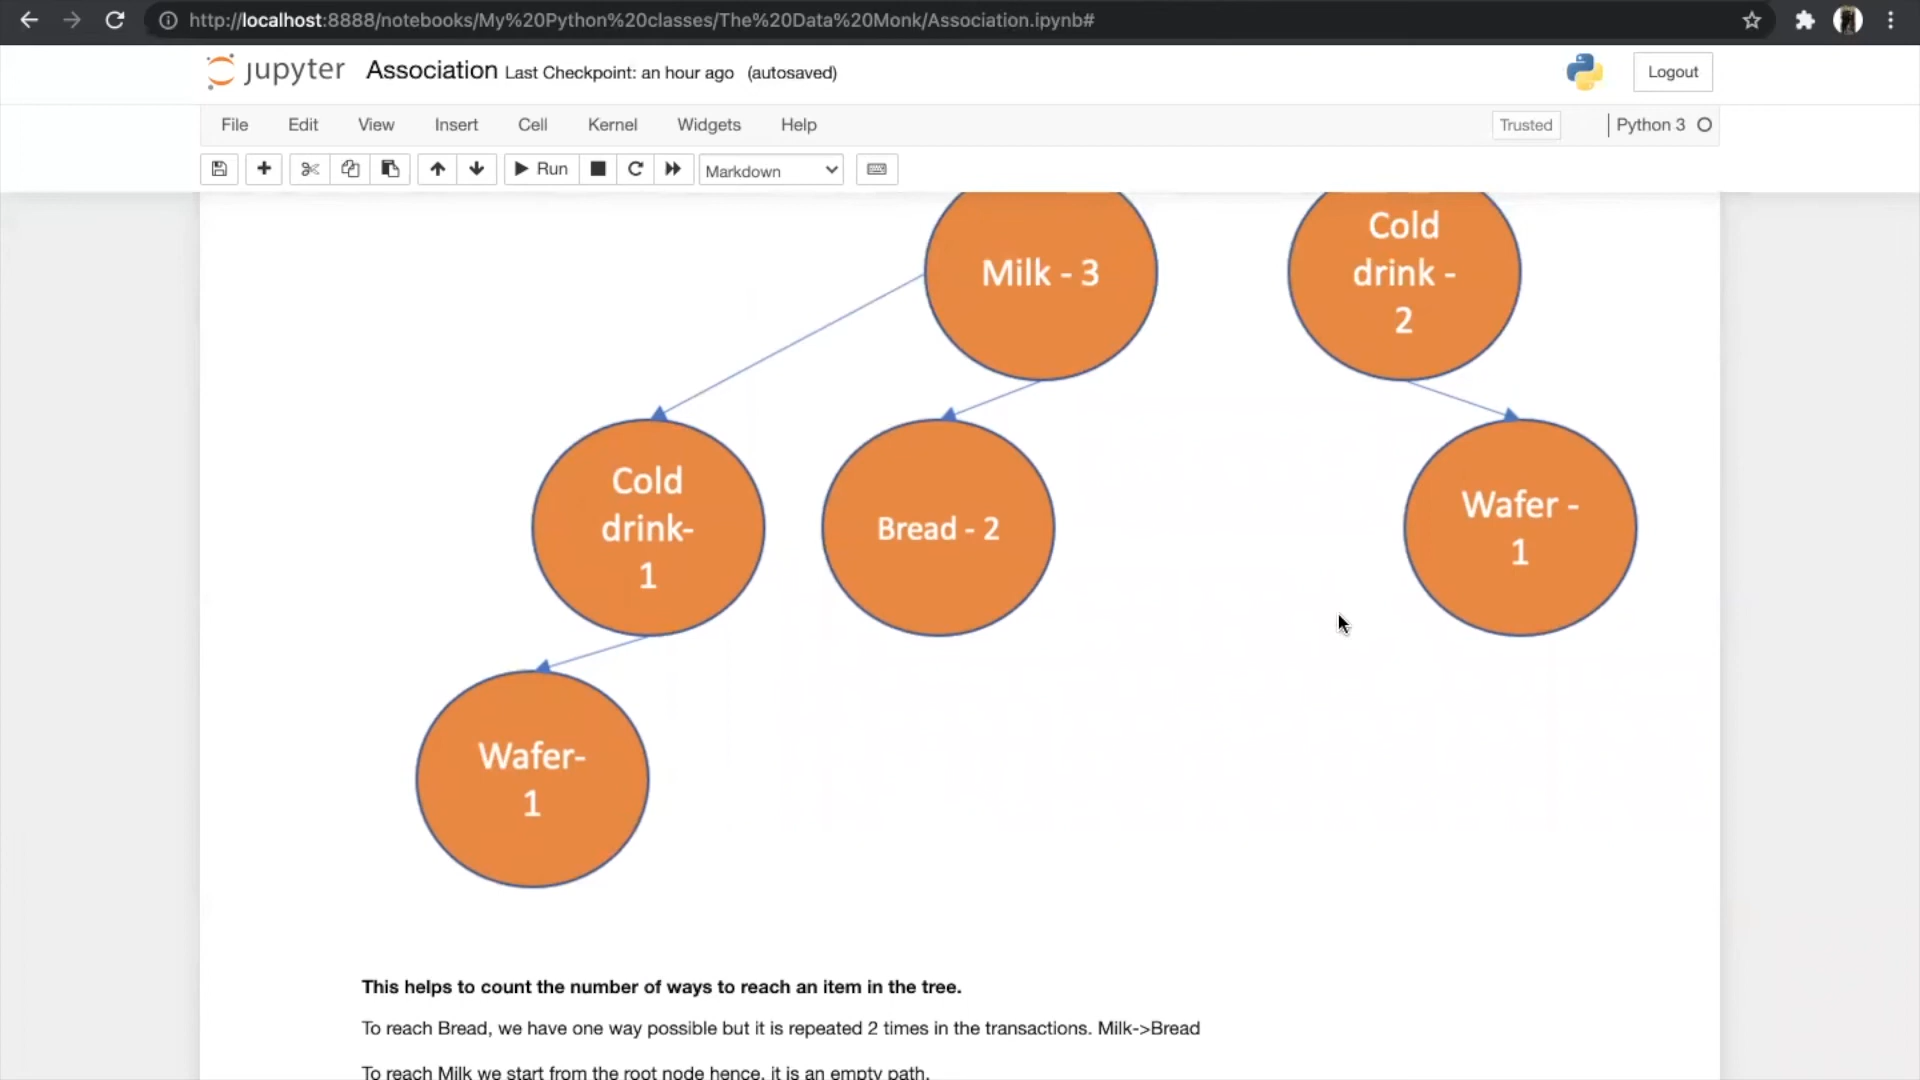 http://localhost:8888/notebooks/My%20Python%20classes/The%20Data%20Monk/Association.ipynb#
jupyter Association Last Checkpoint: an hour ago (autosaved)
Logout
File Edit View Insert Cell Kernel Widgets Help
Trusted
Python 3
Run
Markdown
Milk - 3
Cold
drink -
2
Cold
drink-
1
Bread - 2
Wafer -
1
Wafer-
1
This helps to count the number of ways to reach an item in the tree.
To reach Bread, we have one way possible but it is repeated 2 times in the transactions. Milk->Bread
To reach Milk we start from the root node hence, it is an empty path.